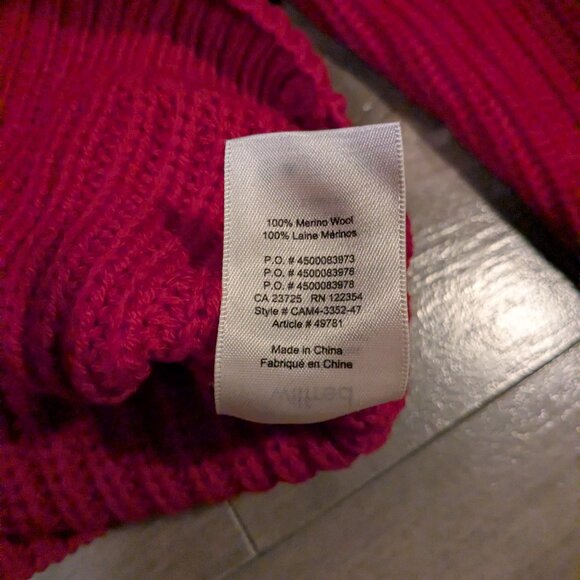 100% Merino Wool
100% Laine Mérinos
P.O. # 4500083973
P.O. # 4500083976
P.O. # 4500083978
CA 23725 RN 122354
Style # CAM4-3352-47
Article # 49781
Made in China
Fabriqué en Chine
wilfred